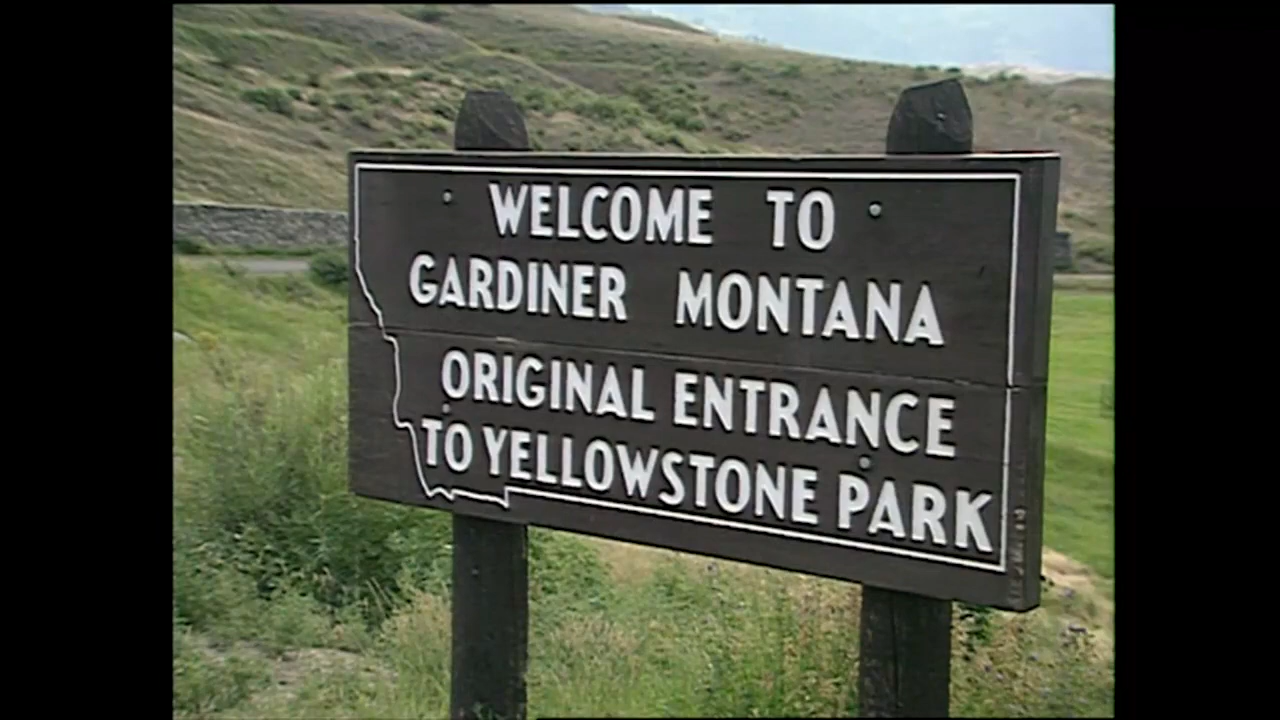 WELCOME TO
GARDINER MONTANA
ORIGINAL ENTRANCE
TO YELLOWSTONE PARK